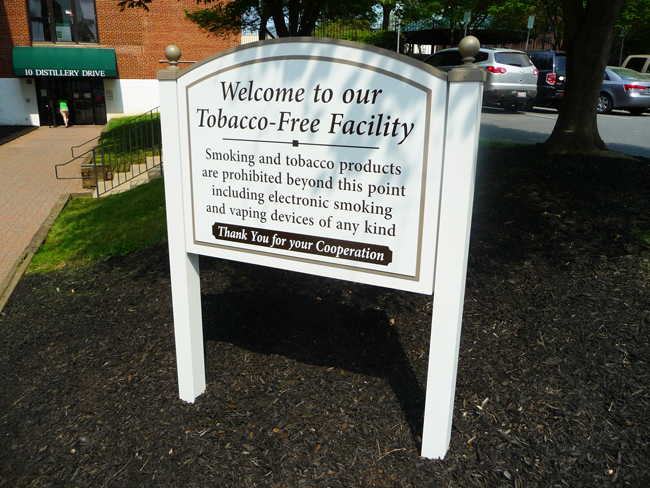 10 DISTILLERY DRIVE
Welcome to our
Tobacco-Free Facility
Smoking and tobacco products
are prohibited beyond this point
including electronic smoking
and vaping devices of any kind
Thank You for your Cooperation